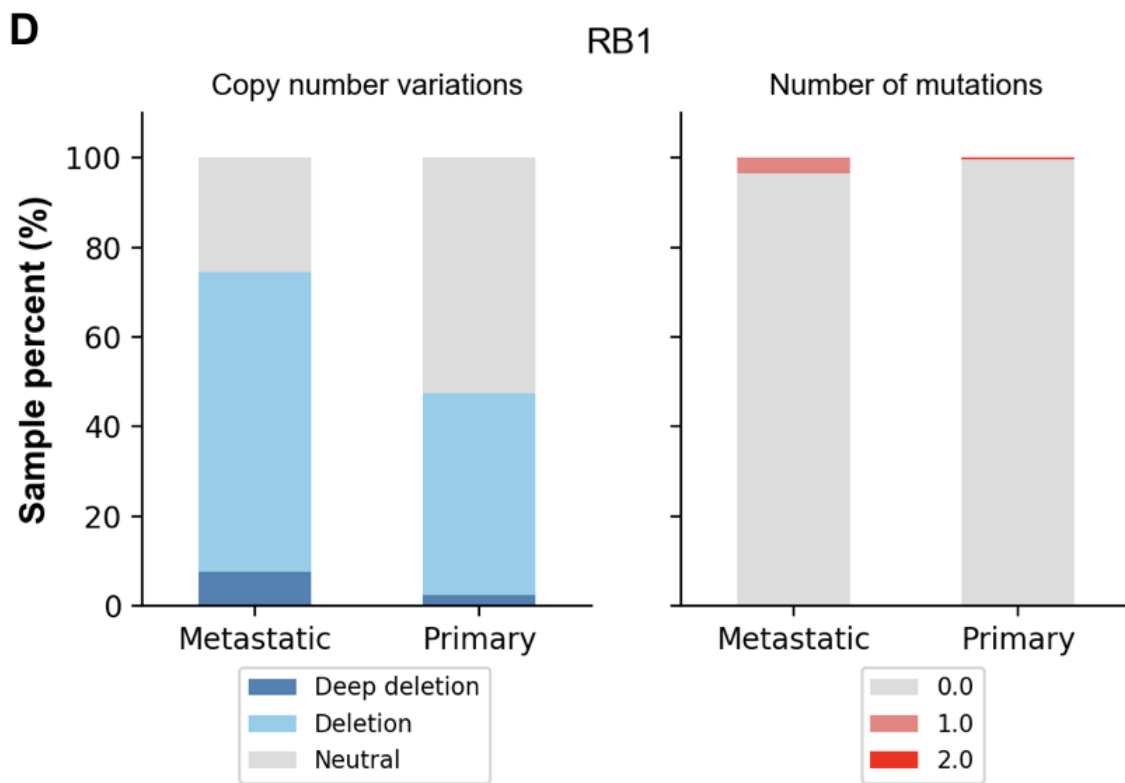 D
RB1
Copy number variations
Number of mutations
Sample percent (%)
100
80
60
40
20
0
Metastatic Primary
Metastatic Primary
Deep deletion
Deletion
Neutral
0.0
1.0
2.0